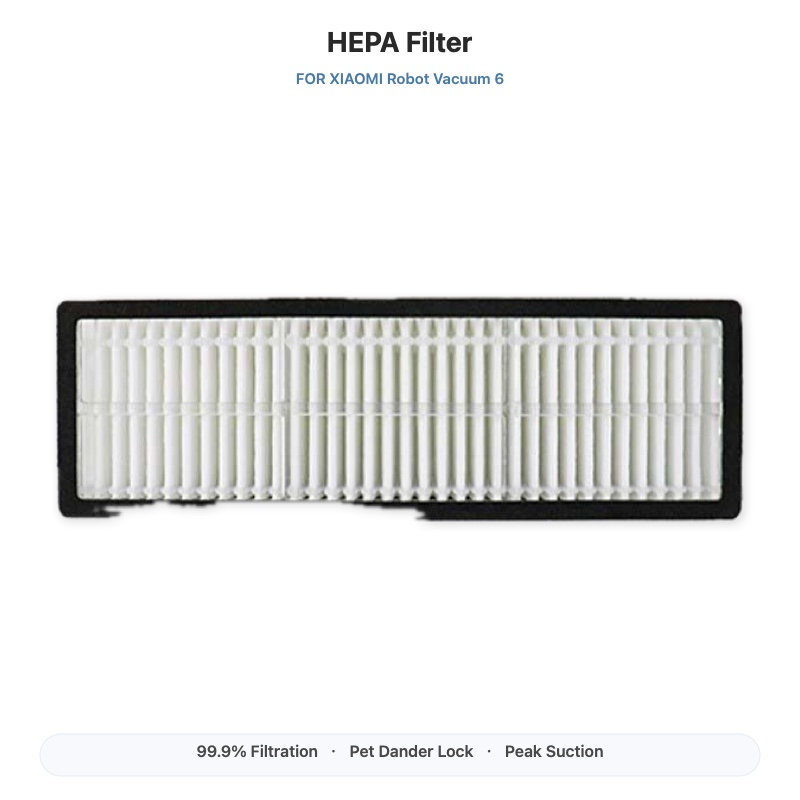 HEPA Filter
FOR XIAOMI Robot Vacuum 6
99.9% Filtration · Pet Dander Lock · Peak Suction